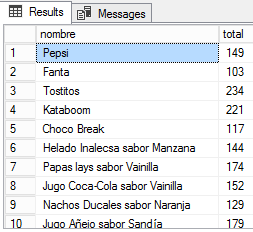 Results Messages
nombre total
1 Pepsi 149
2 Fanta 103
3 Tostitos 234
4 Kataboom 221
5 Choco Break 117
6 Helado Inalecsa sabor Manzana 144
7 Papas lays sabor Vainilla 174
8 Jugo Coca-Cola sabor Vainilla 152
9 Nachos Ducales sabor Naranja 129
10 Jugo Añejo sabor Sandía 179